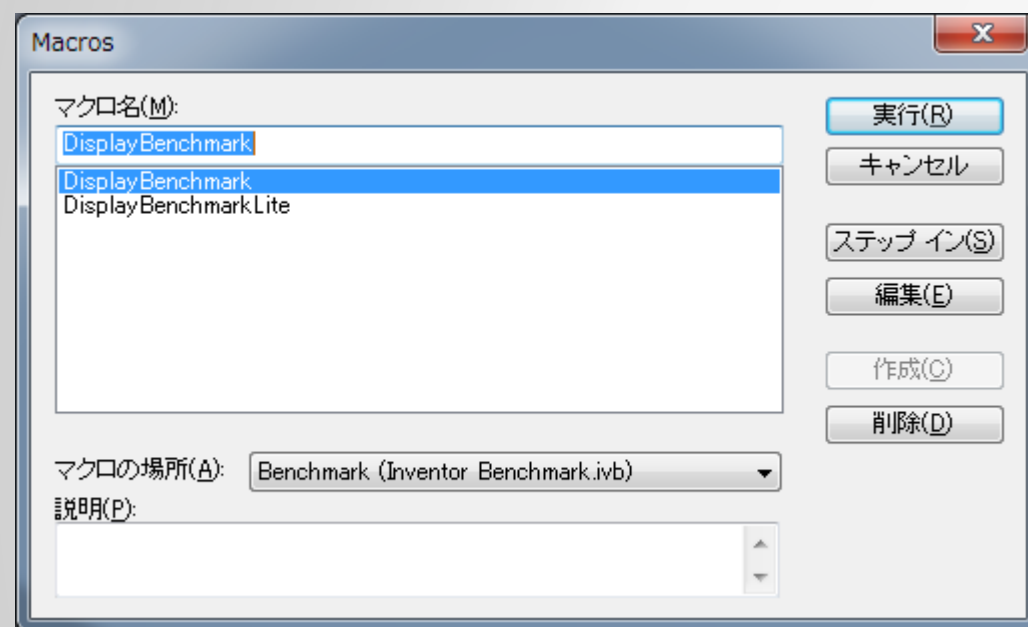 Macros
マクロ名(M):
DisplayBenchmark
DisplayBenchmark
DisplayBenchmarkLite
実行(R)
キャンセル
ステップ イン(S)
編集(E)
作成(C)
削除(D)
マクロの場所(A):
Benchmark (Inventor Benchmark.ivb)
説明(P):